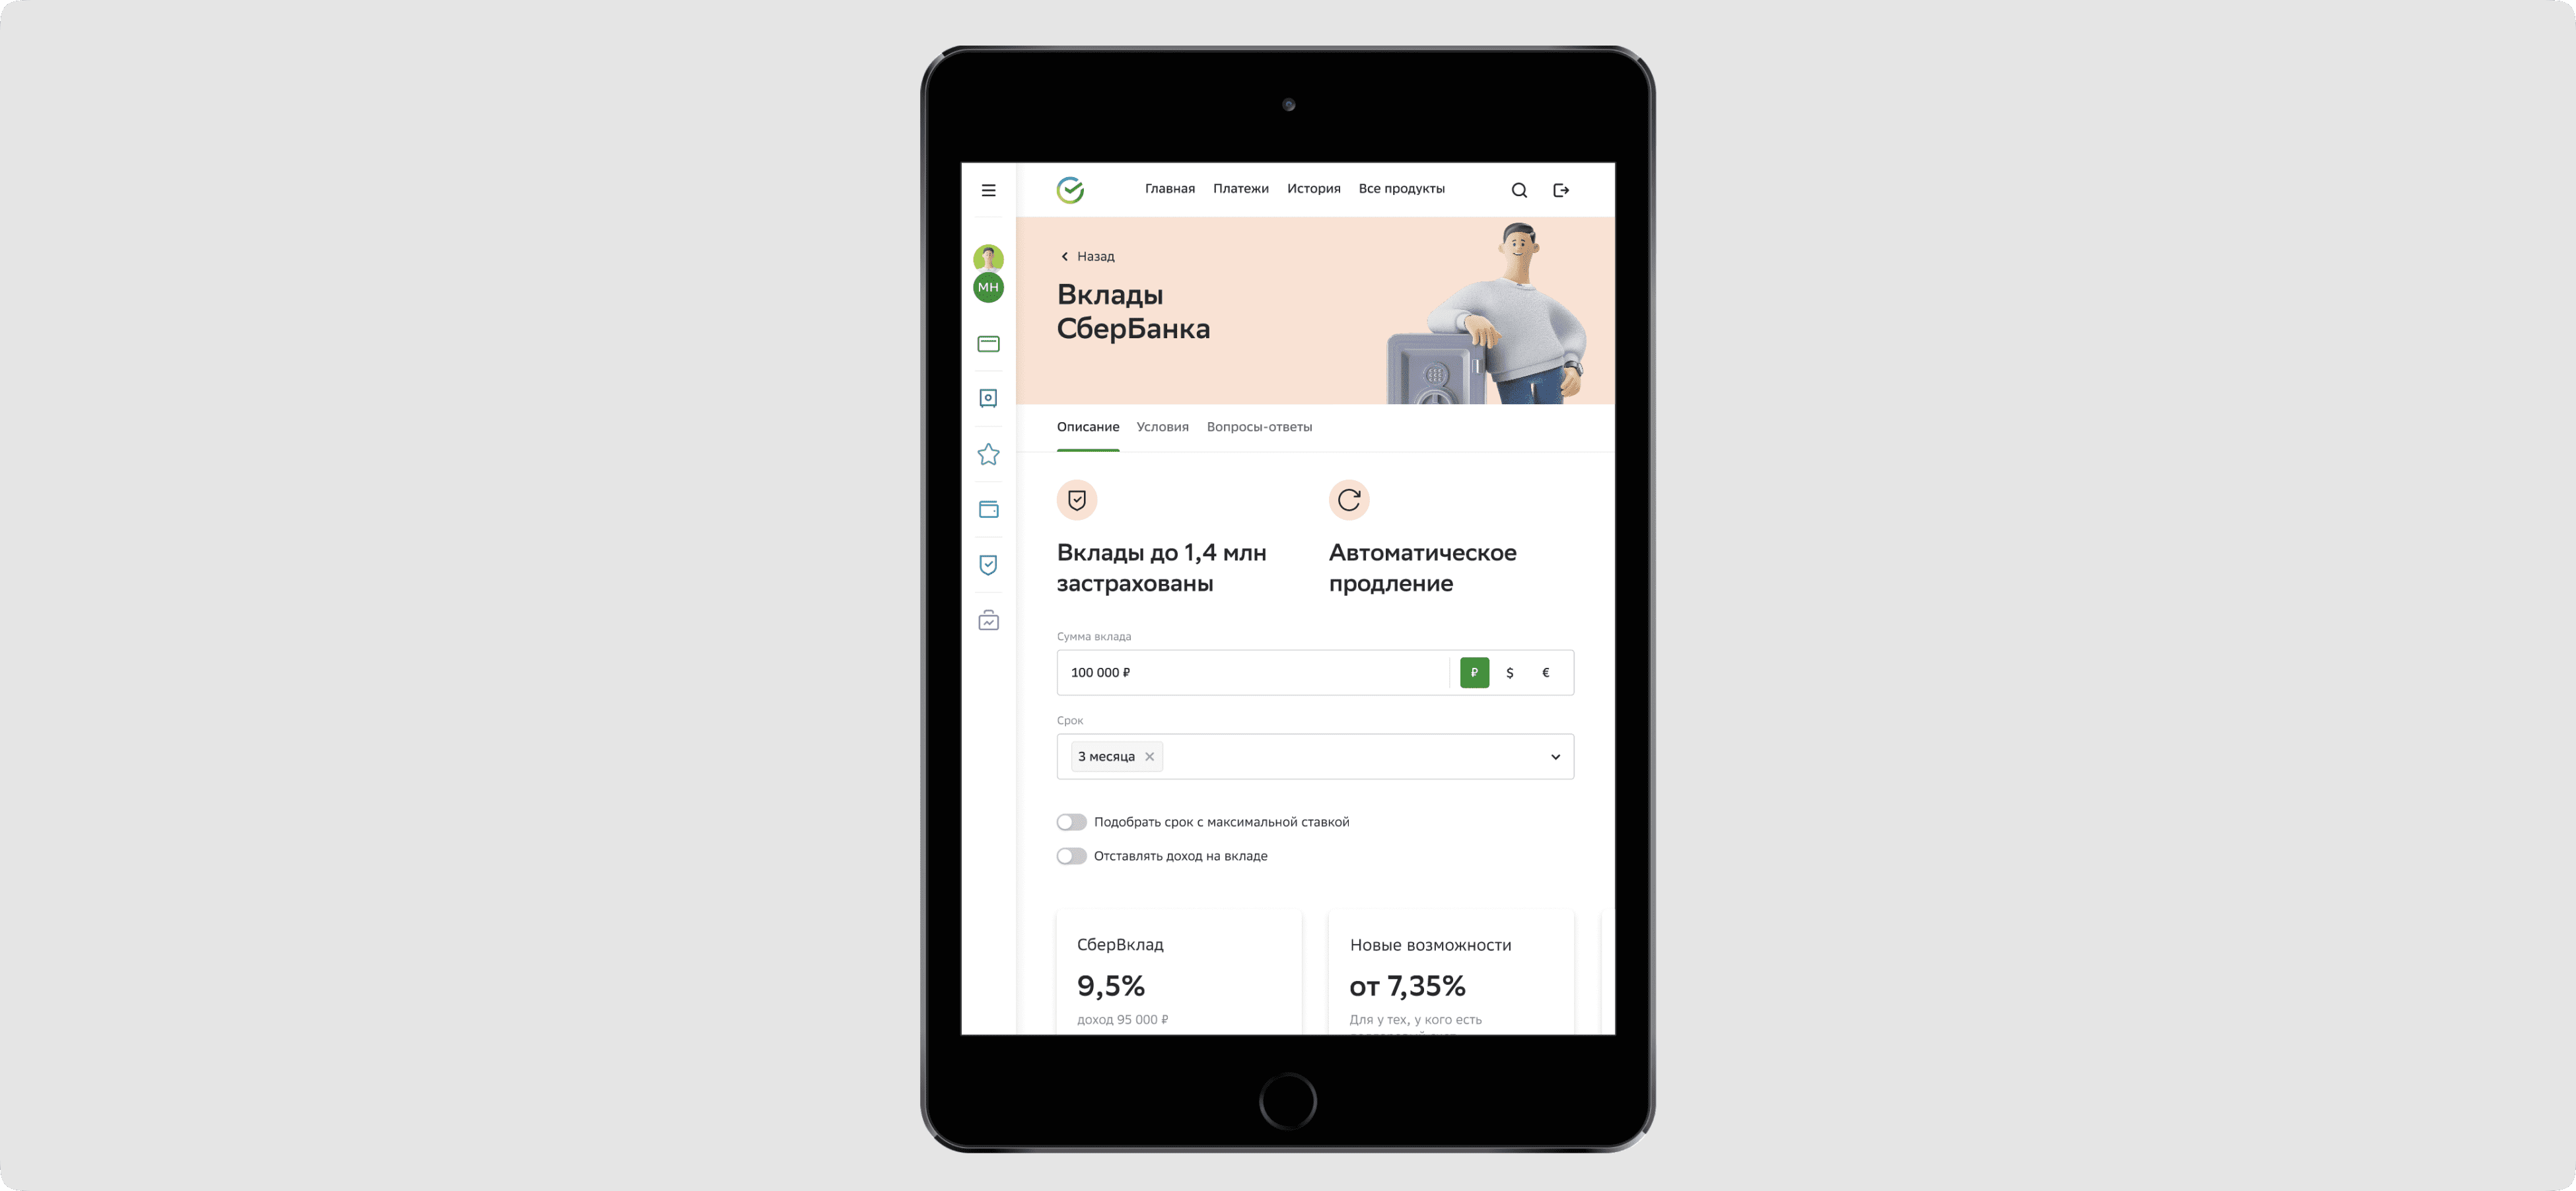 Главная Платежи История Все продукты
Назад
МН
Вклады
СберБанка
Описание Условия Вопросы-ответы
Вклады до 1,4 млн
застрахованы
Автоматическое
продление
Сумма вклада
100 000 ₽ ₽ $ €
Срок
3 месяца
Подобрать срок с максимальной ставкой
Отставлять доход на вкладе
СберВклад
9,5%
доход 95 000 ₽
Новые возможности
от 7,35%
Для у тех, у кого есть